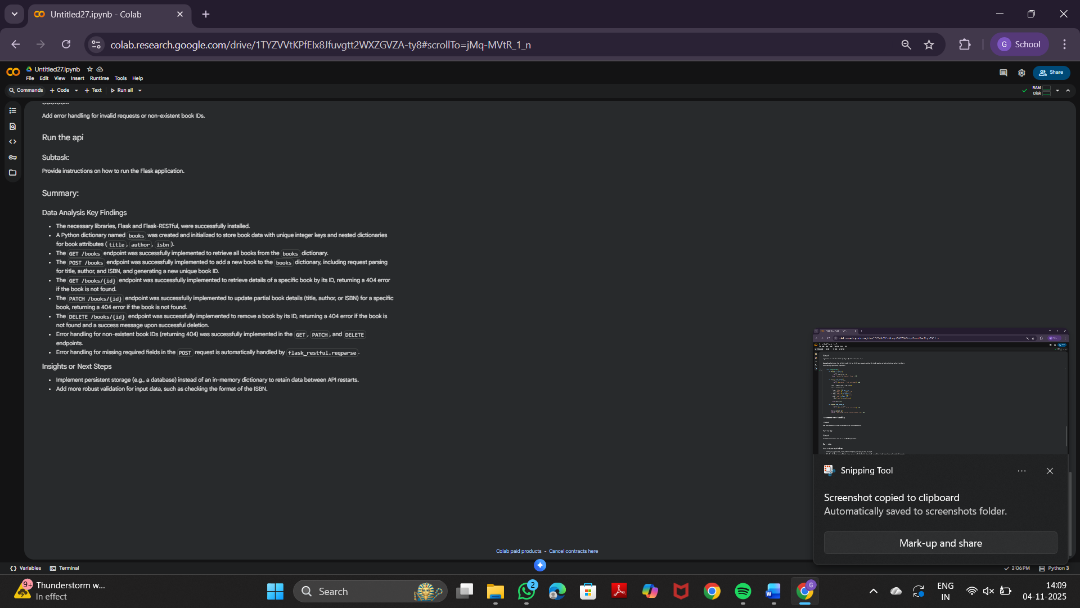 Untitled27.ipynb - Colab
colab.research.google.com/drive/1TYZVVtKPfElx8Jfuvgtt2WXZGVZA-ty8#scrollTo=jMq-MVtR_1_n
G School
Untitled27.ipynb
File Edit View Insert Runtime Tools Help
Share
Commands + Code + Text Run all
RAM
Disk
Add error handling for invalid requests or non-existent book IDs.
Run the api
Subtask:
Provide instructions on how to run the Flask application.
Summary:
Data Analysis Key Findings
• The necessary libraries, Flask and Flask-RESTful, were successfully installed.
• A Python dictionary named books was created and initialized to store book data with unique integer keys and nested dictionaries
for book attributes ( title , author , isbn ).
• The GET /books endpoint was successfully implemented to retrieve all books from the books dictionary.
• The POST /books endpoint was successfully implemented to add a new book to the books dictionary, including request parsing
for title, author, and ISBN, and generating a new unique book ID.
• The GET /books/{id} endpoint was successfully implemented to retrieve details of a specific book by its ID, returning a 404 error
if the book is not found.
• The PATCH /books/{id} endpoint was successfully implemented to update partial book details (title, author, or ISBN) for a specific
book, returning a 404 error if the book is not found.
• The DELETE /books/{id} endpoint was successfully implemented to remove a book by its ID, returning a 404 error if the book is
not found and a success message upon successful deletion.
• Error handling for non-existent book IDs (returning 404) was successfully implemented in the GET , PATCH , and DELETE
endpoints.
• Error handling for missing required fields in the POST request is automatically handled by flask_restful.reqparse .
Insights or Next Steps
• Implement persistent storage (e.g., a database) instead of an in-memory dictionary to retain data between API restarts.
• Add more robust validation for input data, such as checking the format of the ISBN.
Snipping Tool
Screenshot copied to clipboard
Automatically saved to screenshots folder.
Mark-up and share
Colab paid products - Cancel contracts here
Variables Terminal
2:06 PM Python 3
Thunderstorm w...
In effect
Search
2
ENG
IN
14:09
04-11-2025